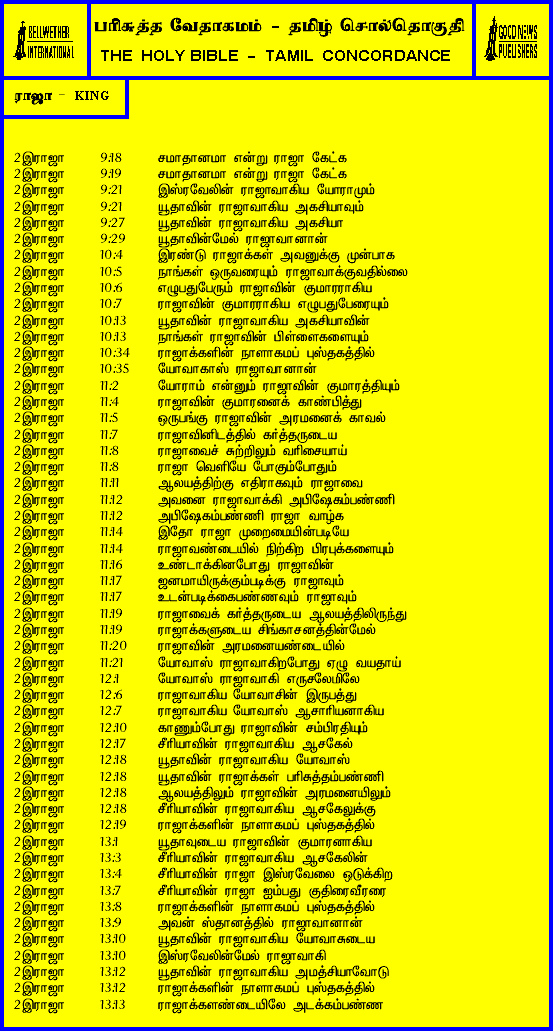 BELLWETHER INTERNATIONAL
பரிசுத்த வேதாகமம் - தமிழ் சொல்தொகுதி
THE HOLY BIBLE - TAMIL CONCORDANCE
GOOD NEWS PUBLISHERS
ராஜா - KING
2இராஜா 9:18 சமாதானமா என்று ராஜா கேட்க
2இராஜா 9:19 சமாதானமா என்று ராஜா கேட்க
2இராஜா 9:21 இஸ்ரவேலின் ராஜாவாகிய யோராமும்
2இராஜா 9:21 யூதாவின் ராஜாவாகிய அகசியாவும்
2இராஜா 9:27 யூதாவின் ராஜாவாகிய அகசியா
2இராஜா 9:29 யூதாவின்மேல் ராஜாவானான்
2இராஜா 10:4 இரண்டு ராஜாக்கள் அவனுக்கு முன்பாக
2இராஜா 10:5 நாங்கள் ஒருவரையும் ராஜாவாக்குவதில்லை
2இராஜா 10:6 எழுபதுபேரும் ராஜாவின் குமாரராகிய
2இராஜா 10:7 ராஜாவின் குமாரராகிய எழுபதுபேரையும்
2இராஜா 10:13 யூதாவின் ராஜாவாகிய அகசியாவின்
2இராஜா 10:13 நாங்கள் ராஜாவின் பிள்ளைகளையும்
2இராஜா 10:34 ராஜாக்களின் நாளாகமப் புஸ்தகத்தில்
2இராஜா 10:35 யோவாகாஸ் ராஜாவானான்
2இராஜா 11:2 யோராம் என்னும் ராஜாவின் குமாரத்தியும்
2இராஜா 11:4 ராஜாவின் குமாரனைக் காண்பித்து
2இராஜா 11:5 ஒருபங்கு ராஜாவின் அரமனைக் காவல்
2இராஜா 11:7 ராஜாவினிடத்தில் கர்த்தருடைய
2இராஜா 11:8 ராஜாவைச் சுற்றிலும் வரிசையாய்
2இராஜா 11:8 ராஜா வெளியே போகும்போதும்
2இராஜா 11:11 ஆலயத்திற்கு எதிராகவும் ராஜாவை
2இராஜா 11:12 அவனை ராஜாவாக்கி அபிஷேகம்பண்ணி
2இராஜா 11:12 அபிஷேகம்பண்ணி ராஜா வாழ்க
2இராஜா 11:14 இதோ ராஜா முறைமையின்படியே
2இராஜா 11:14 ராஜாவண்டையில் நிற்கிற பிரபுக்களையும்
2இராஜா 11:16 உண்டாக்கினபோது ராஜாவின்
2இராஜா 11:17 ஜனமாயிருக்கும்படிக்கு ராஜாவும்
2இராஜா 11:17 உடன்படிக்கைபண்ணவும் ராஜாவும்
2இராஜா 11:19 ராஜாவைக் கர்த்தருடைய ஆலயத்திலிருந்து
2இராஜா 11:19 ராஜாக்களுடைய சிங்காசனத்தின்மேல்
2இராஜா 11:20 ராஜாவின் அரமனையண்டையில்
2இராஜா 11:21 யோவாஸ் ராஜாவாகிறபோது ஏழு வயதாய்
2இராஜா 12:1 யோவாஸ் ராஜாவாகி எருசலேமிலே
2இராஜா 12:6 ராஜாவாகிய யோவாசின் இருபத்து
2இராஜா 12:7 ராஜாவாகிய யோவாஸ் ஆசாரியனாகிய
2இராஜா 12:10 காணும்போது ராஜாவின் சம்பிரதியும்
2இராஜா 12:17 சீரியாவின் ராஜாவாகிய ஆசகேல்
2இராஜா 12:18 யூதாவின் ராஜாவாகிய யோவாஸ்
2இராஜா 12:18 யூதாவின் ராஜாக்கள் பரிசுத்தம்பண்ணி
2இராஜா 12:18 ஆலயத்திலும் ராஜாவின் அரமனையிலும்
2இராஜா 12:18 சீரியாவின் ராஜாவாகிய ஆசகேலுக்கு
2இராஜா 12:19 ராஜாக்களின் நாளாகமப் புஸ்தகத்தில்
2இராஜா 13:1 யூதாவுடைய ராஜாவின் குமாரனாகிய
2இராஜா 13:3 சீரியாவின் ராஜாவாகிய ஆசகேலின்
2இராஜா 13:4 சீரியாவின் ராஜா இஸ்ரவேலை ஒடுக்கிற
2இராஜா 13:7 சீரியாவின் ராஜா ஐம்பது குதிரைவீரரை
2இராஜா 13:8 ராஜாக்களின் நாளாகமப் புஸ்தகத்தில்
2இராஜா 13:9 அவன் ஸ்தானத்தில் ராஜாவானான்
2இராஜா 13:10 யூதாவின் ராஜாவாகிய யோவாசுடைய
2இராஜா 13:10 இஸ்ரவேலின்மேல் ராஜாவாகி
2இராஜா 13:12 யூதாவின் ராஜாவாகிய அமத்சியாவோடு
2இராஜா 13:12 ராஜாக்களின் நாளாகமப் புஸ்தகத்தில்
2இராஜா 13:13 ராஜாக்களண்டையிலே அடக்கம்பண்ண